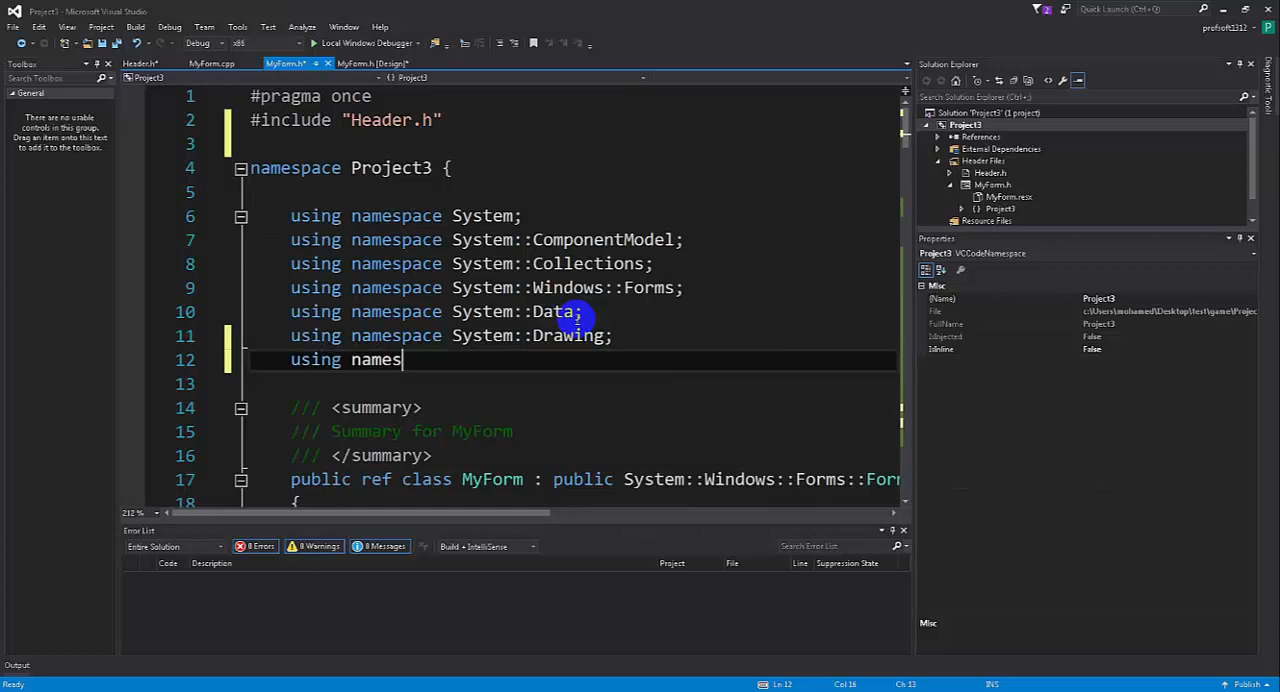 Project3 - Microsoft Visual Studio
Quick Launch (Ctrl+Q)
File Edit View Project Build Debug Team Tools Test Analyze Window Help
profsoft1312
P
Debug x86 Local Windows Debugger
Toolbox
Search Toolbox
General
There are no usable
controls in this group.
Drag an item onto this text
to add it to the toolbox.
Header.h* MyForm.cpp MyForm.h* MyForm.h [Design]*
Project3 {} Project3
1 #pragma once
2 #include "Header.h"
3
4 namespace Project3 {
5
6 using namespace System;
7 using namespace System::ComponentModel;
8 using namespace System::Collections;
9 using namespace System::Windows::Forms;
10 using namespace System::Data;
11 using namespace System::Drawing;
12 using names
13
14 /// <summary>
15 /// Summary for MyForm
16 /// </summary>
17 public ref class MyForm : public System::Windows::Forms::For
18 {
212 %
Solution Explorer
Search Solution Explorer (Ctrl+;)
Solution 'Project3' (1 project)
Project3
References
External Dependencies
Header Files
Header.h
MyForm.h
MyForm.resx
{} Project3
Resource Files
Properties
Project3 VCCodeNamespace
Misc
(Name) Project3
File c:\Users\mohamed\Desktop\test\game\Projec
FullName Project3
IsInjected False
IsInline False
Misc
Diagnostic Tools
Error List
Entire Solution 0 Errors 0 Warnings 0 Messages Build + IntelliSense Search Error List
Code Description Project File Line Suppression State
Output
Ready Ln 12 Col 16 Ch 13 INS Publish